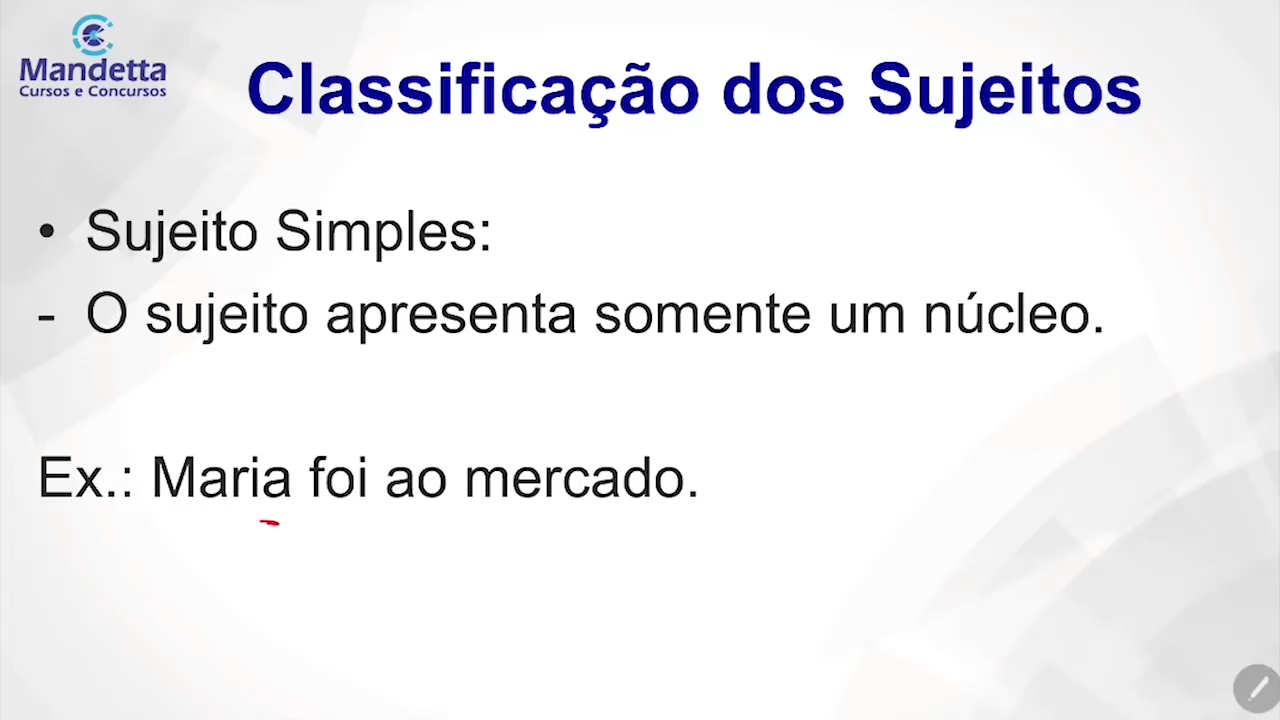 Mandetta
Cursos e Concursos
Classificação dos Sujeitos
• Sujeito Simples:
- O sujeito apresenta somente um núcleo.
Ex.: Maria foi ao mercado.